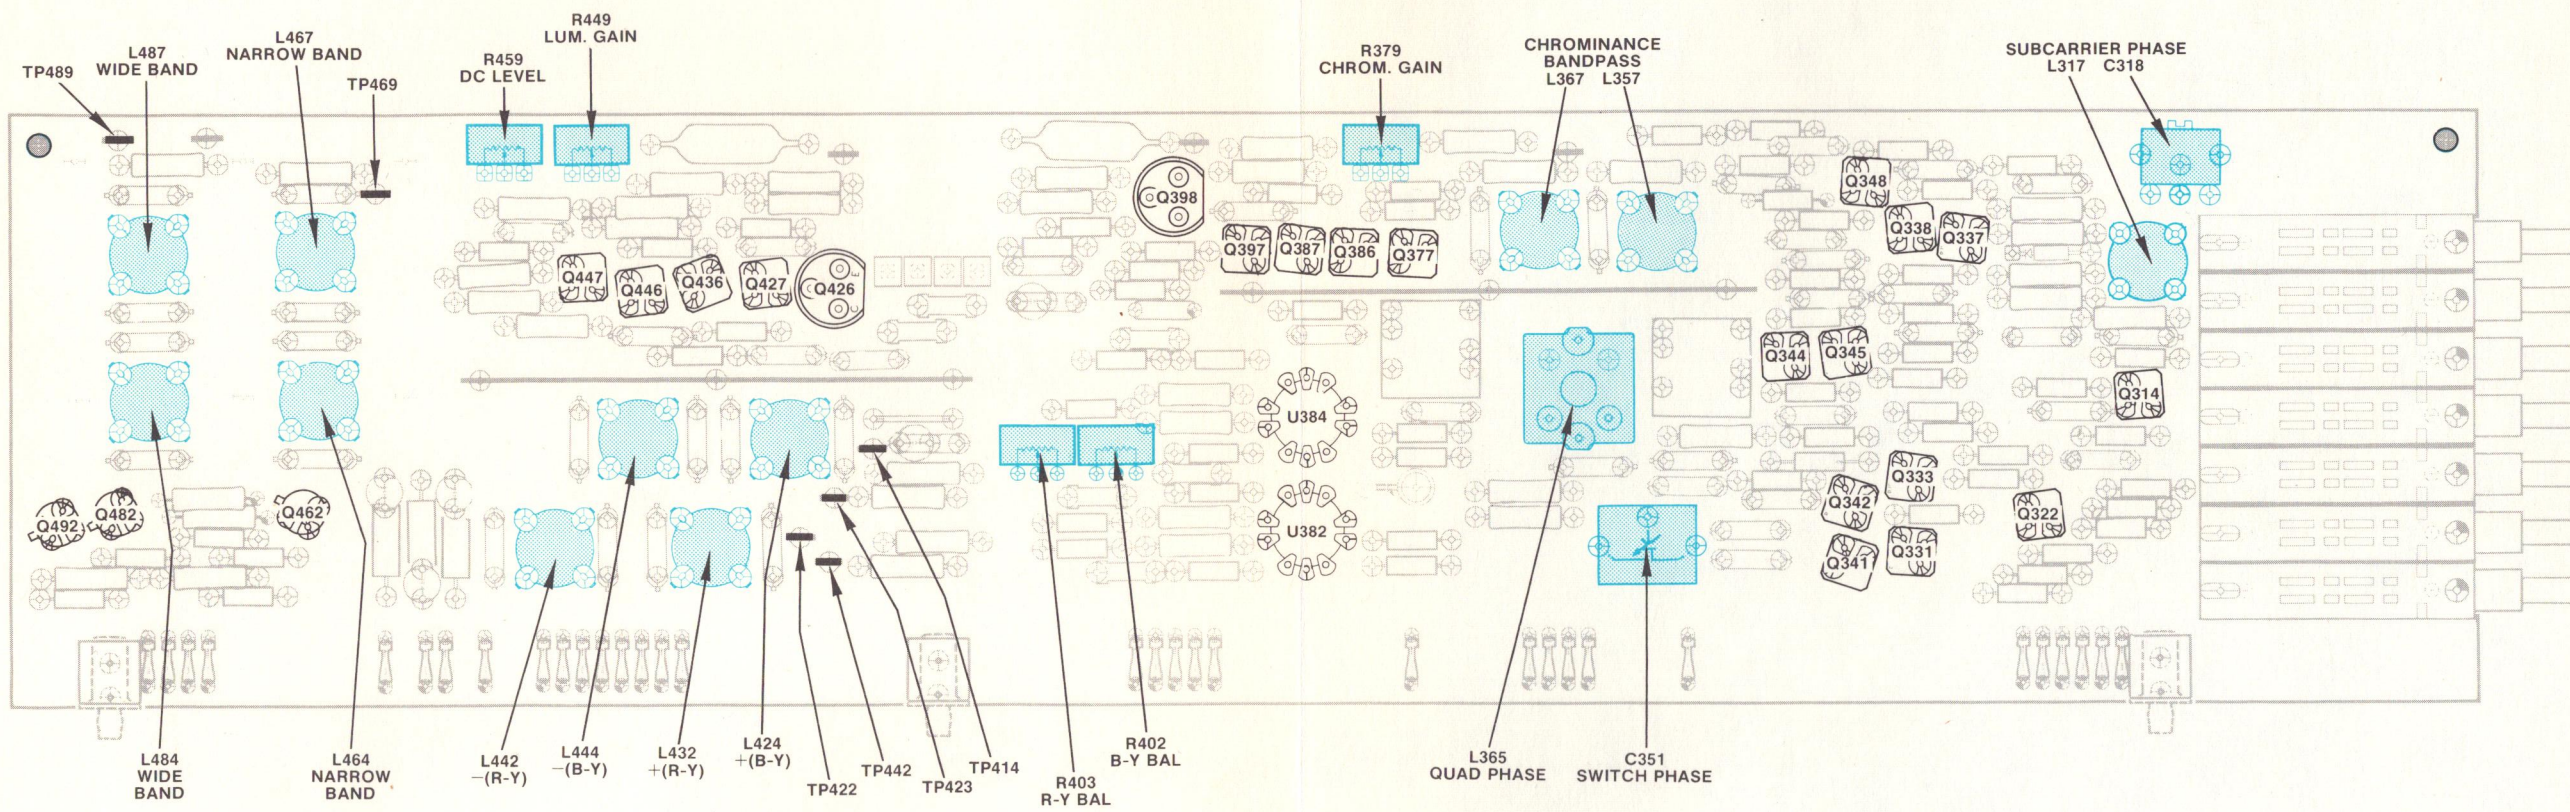 R449
LUM. GAIN
L467
NARROW BAND
L487
WIDE BAND
TP489
TP469
R459
DC LEVEL
R379
CHROM. GAIN
CHROMINANCE
BANDPASS
L367 L357
SUBCARRIER PHASE
L317 C318
Q348
Q398
Q338
Q337
Q397
Q387
Q386
Q377
Q447
Q446
Q436
Q427
Q426
E
C
Q344
Q345
Q314
U384
Q333
Q342
Q322
Q492
Q482
Q462
U382
Q331
Q341
L484
WIDE
BAND
L464
NARROW
BAND
L442
−(R-Y)
L444
−(B-Y)
L432
+(R-Y)
L424
+(B-Y)
TP422
TP442
TP423
TP414
R403
R-Y BAL
R402
B-Y BAL
L365
QUAD PHASE
C351
SWITCH PHASE